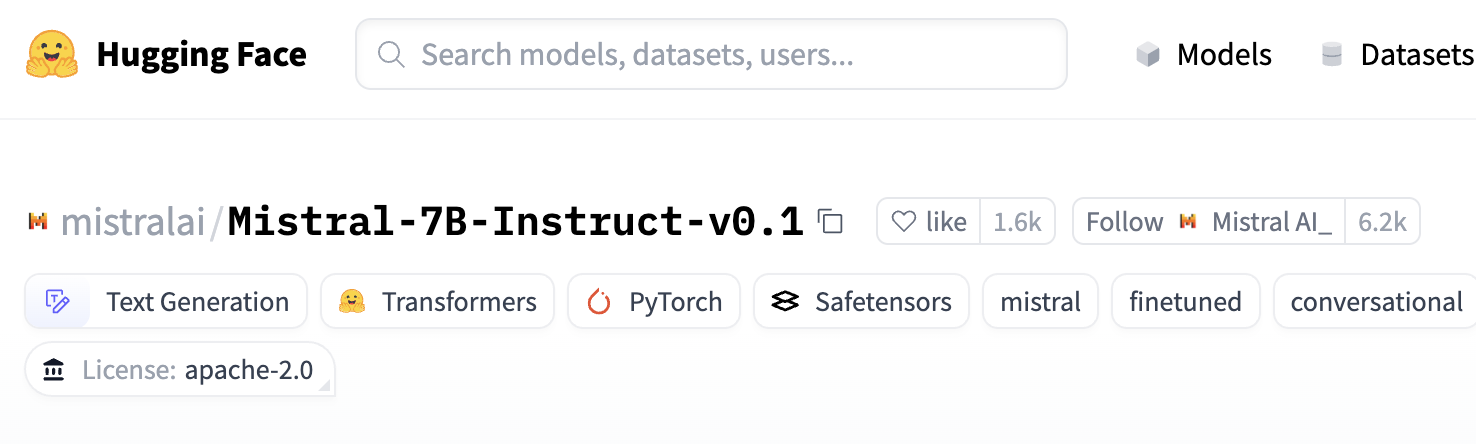 Hugging Face Search models, datasets, users... Models Datasets
mistralai/Mistral-7B-Instruct-v0.1 like 1.6k Follow Mistral AI_ 6.2k
Text Generation Transformers PyTorch Safetensors mistral finetuned conversational
License: apache-2.0